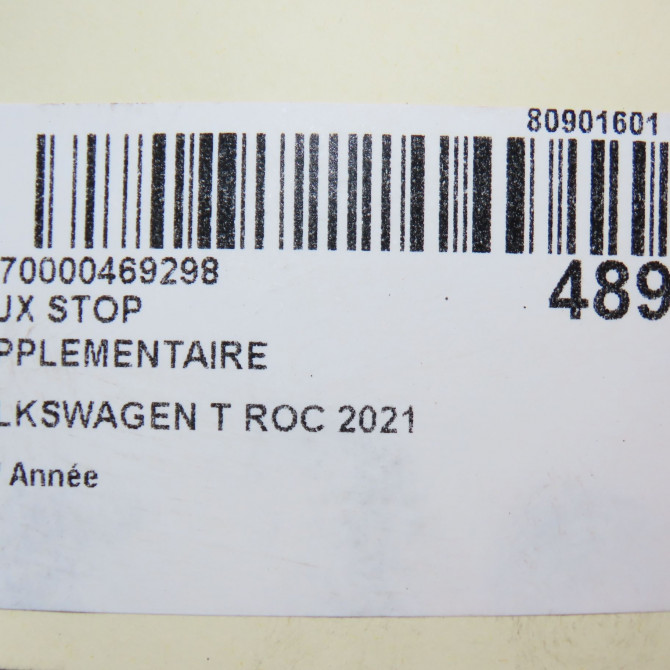 80901601
70000469298
489
UX STOP
PPLEMENTAIRE
LKSWAGEN T ROC 2021
Année